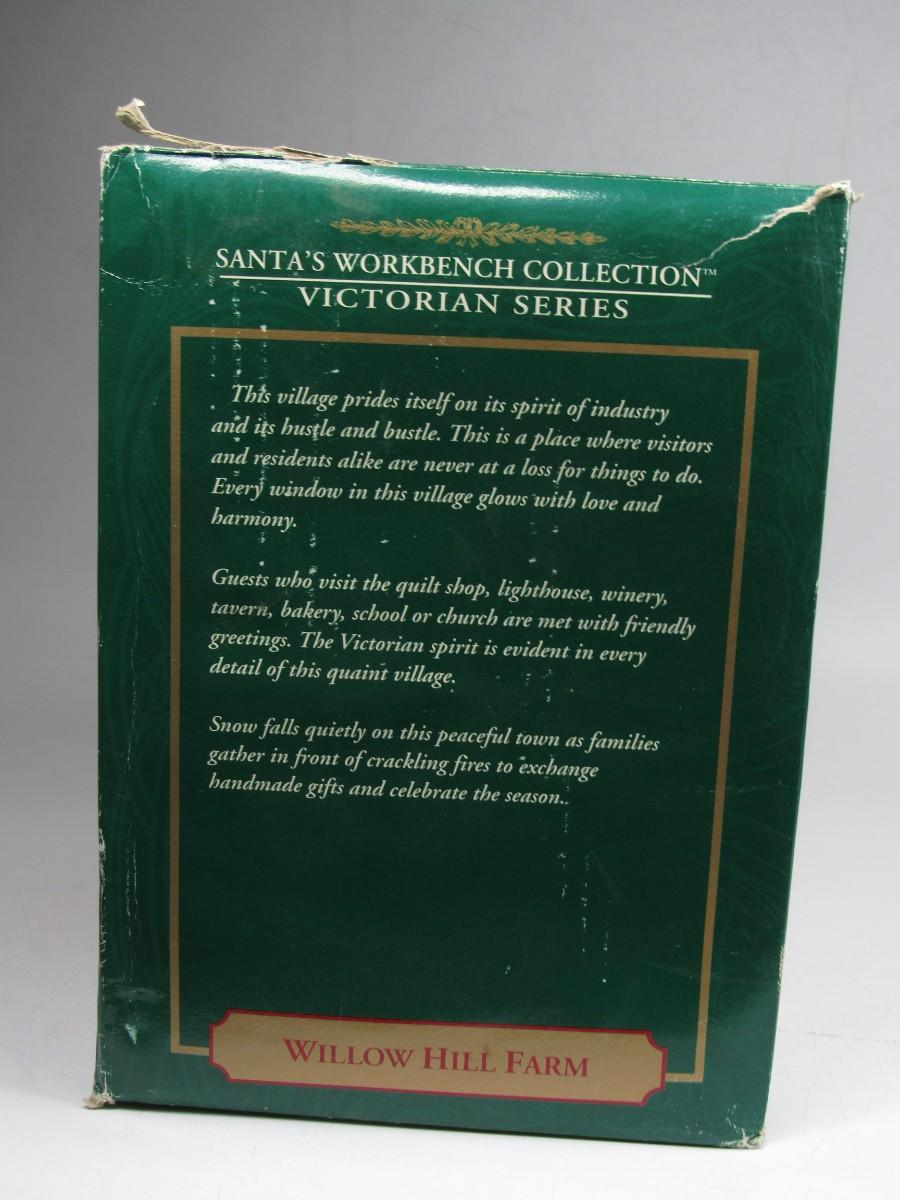 SANTA'S WORKBENCH COLLECTION™
VICTORIAN SERIES
This village prides itself on its spirit of industry
and its hustle and bustle. This is a place where visitors
and residents alike are never at a loss for things to do.
Every window in this village glows with love and
harmony.
Guests who visit the quilt shop, lighthouse, winery,
tavern, bakery, school or church are met with friendly
greetings. The Victorian spirit is evident in every
detail of this quaint village.
Snow falls quietly on this peaceful town as families
gather in front of crackling fires to exchange
handmade gifts and celebrate the season..
WILLOW HILL FARM